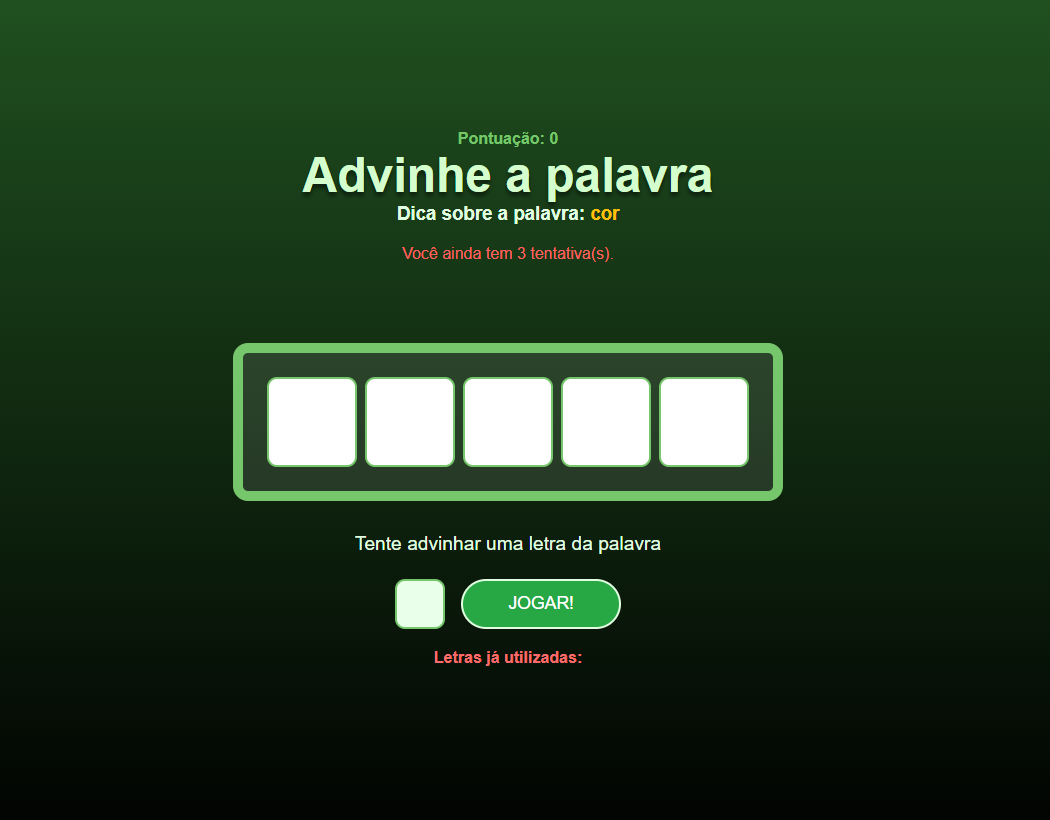 Pontuação: 0
Advinhe a palavra
Dica sobre a palavra: cor
Você ainda tem 3 tentativa(s).
Tente advinhar uma letra da palavra
JOGAR!
Letras já utilizadas: